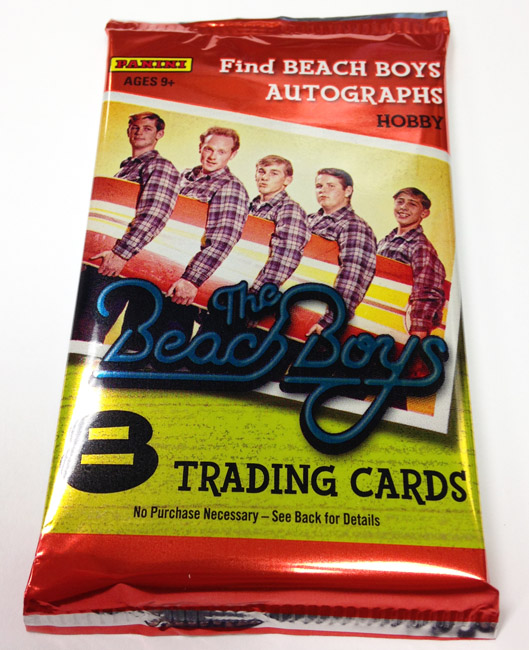 PANINI
AGES 9+
Find BEACH BOYS
AUTOGRAPHS
HOBBY
The
Beach Boys
8 TRADING CARDS
No Purchase Necessary – See Back for Details